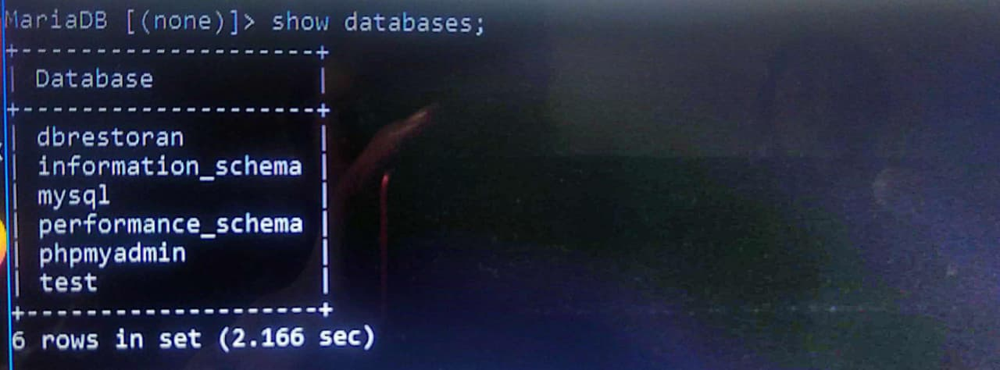 MariaDB [(none)]> show databases;
+--------------------+
| Database           |
+--------------------+
| dbrestoran         |
| information_schema |
| mysql              |
| performance_schema |
| phpmyadmin         |
| test               |
+--------------------+
6 rows in set (2.166 sec)